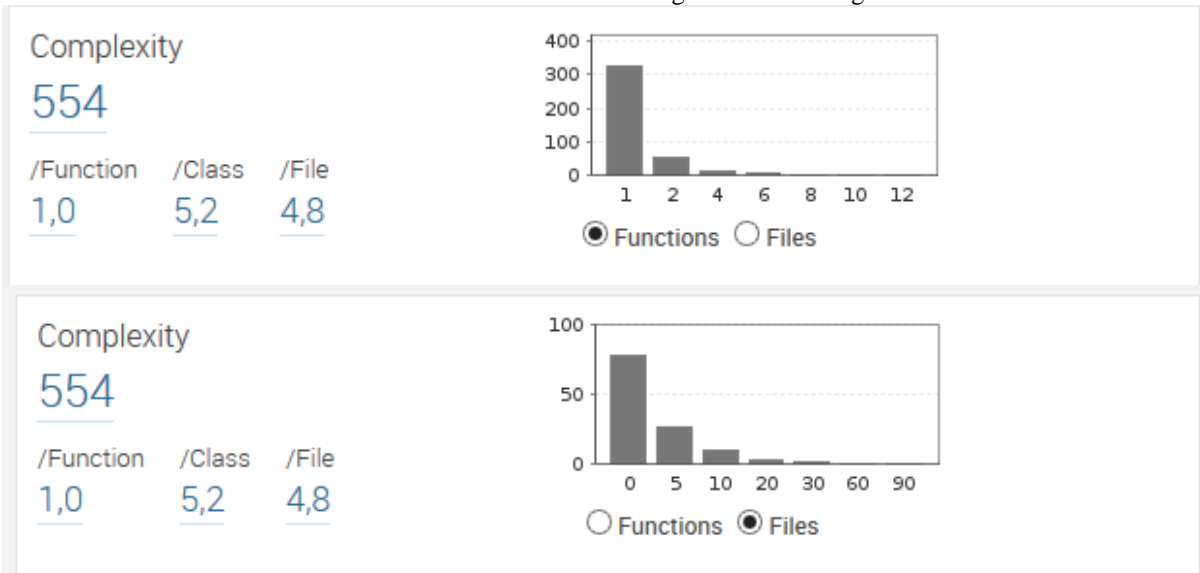 Complexity
554
/Function /Class /File
1,0 5,2 4,8
400
300
200
100
0
1 2 4 6 8 10 12
Functions Files
Complexity
554
/Function /Class /File
1,0 5,2 4,8
100
50
0
0 5 10 20 30 60 90
Functions Files